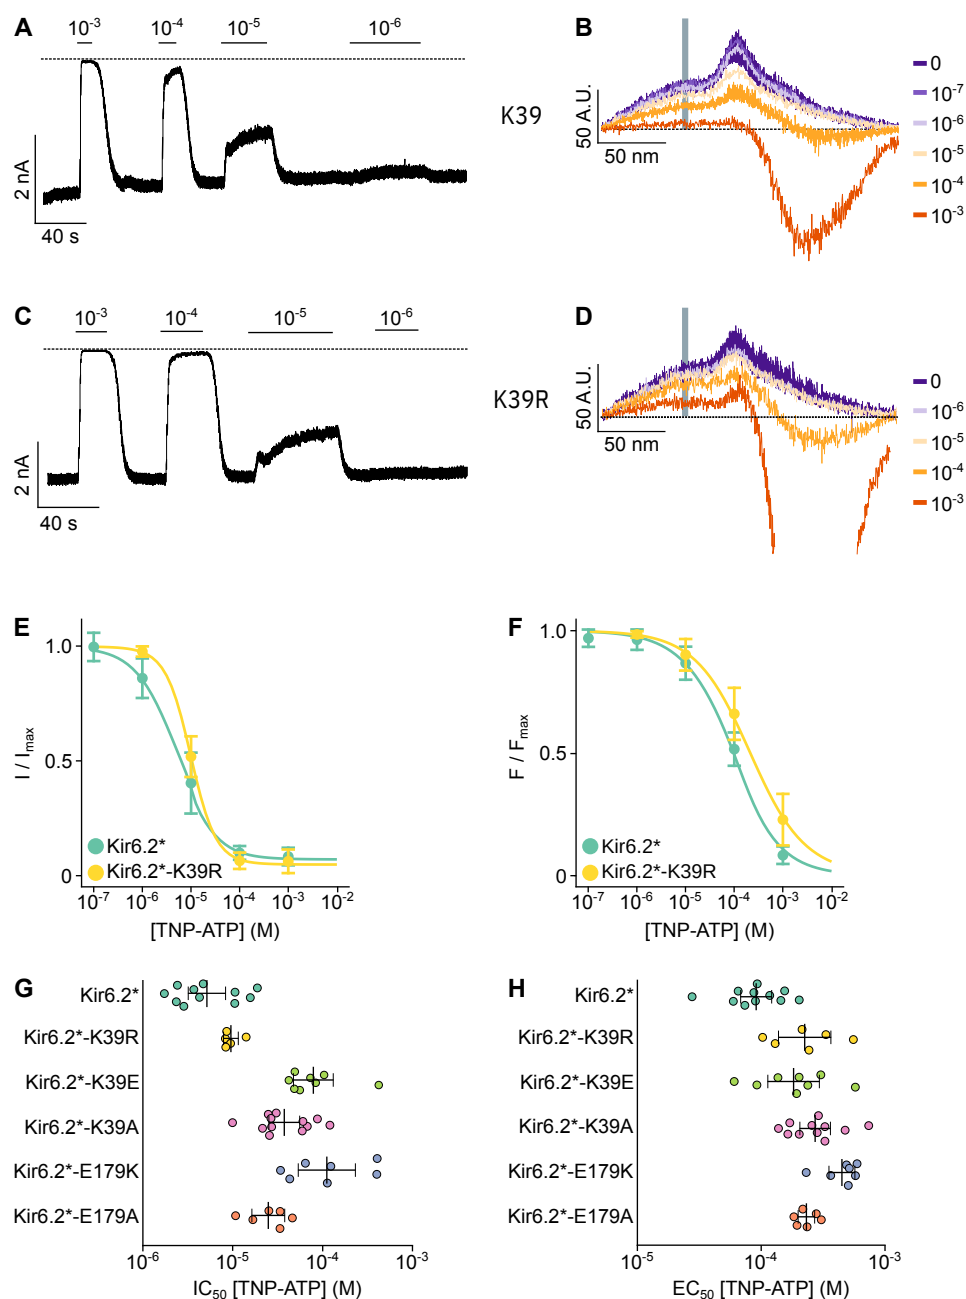 A
10⁻³
10⁻⁴
10⁻⁵
10⁻⁶
2 nA
40 s
B
K39
50 A.U.
50 nm
0
10⁻⁷
10⁻⁶
10⁻⁵
10⁻⁴
10⁻³
C
10⁻³
10⁻⁴
10⁻⁵
10⁻⁶
2 nA
40 s
D
K39R
50 A.U.
50 nm
0
10⁻⁶
10⁻⁵
10⁻⁴
10⁻³
E
1.0
0.5
0
I / Imax
Kir6.2*
Kir6.2*-K39R
10⁻⁷ 10⁻⁶ 10⁻⁵ 10⁻⁴ 10⁻³ 10⁻²
[TNP-ATP] (M)
F
1.0
0.5
0
F / Fmax
Kir6.2*
Kir6.2*-K39R
10⁻⁷ 10⁻⁶ 10⁻⁵ 10⁻⁴ 10⁻³ 10⁻²
[TNP-ATP] (M)
G
Kir6.2*
Kir6.2*-K39R
Kir6.2*-K39E
Kir6.2*-K39A
Kir6.2*-E179K
Kir6.2*-E179A
10⁻⁶ 10⁻⁵ 10⁻⁴ 10⁻³
IC₅₀ [TNP-ATP] (M)
H
Kir6.2*
Kir6.2*-K39R
Kir6.2*-K39E
Kir6.2*-K39A
Kir6.2*-E179K
Kir6.2*-E179A
10⁻⁵ 10⁻⁴ 10⁻³
EC₅₀ [TNP-ATP] (M)